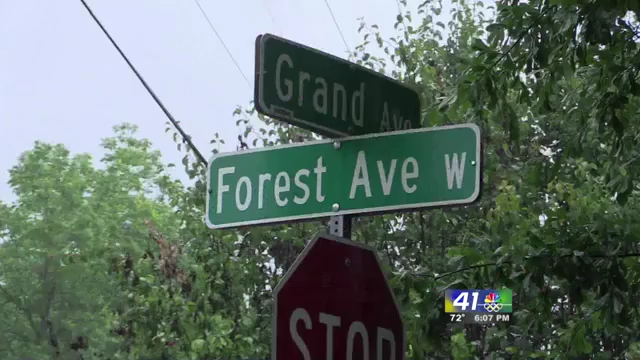 Grand Ave
Forest Ave W
STOP
41
72° 6:07 PM